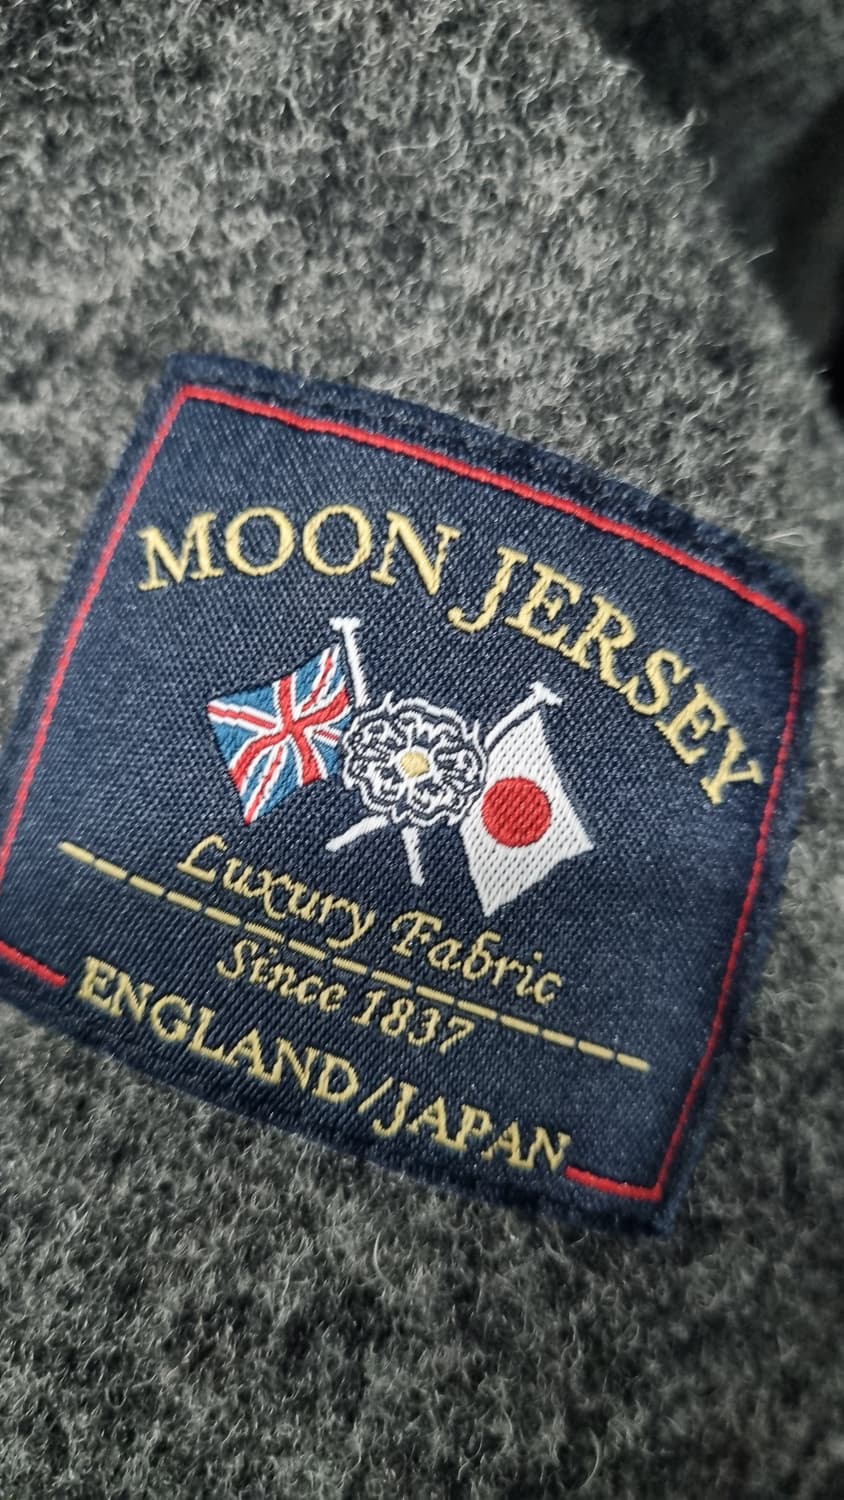 MOON JERSEY
Luxury Fabric
Since 1837
ENGLAND/JAPAN